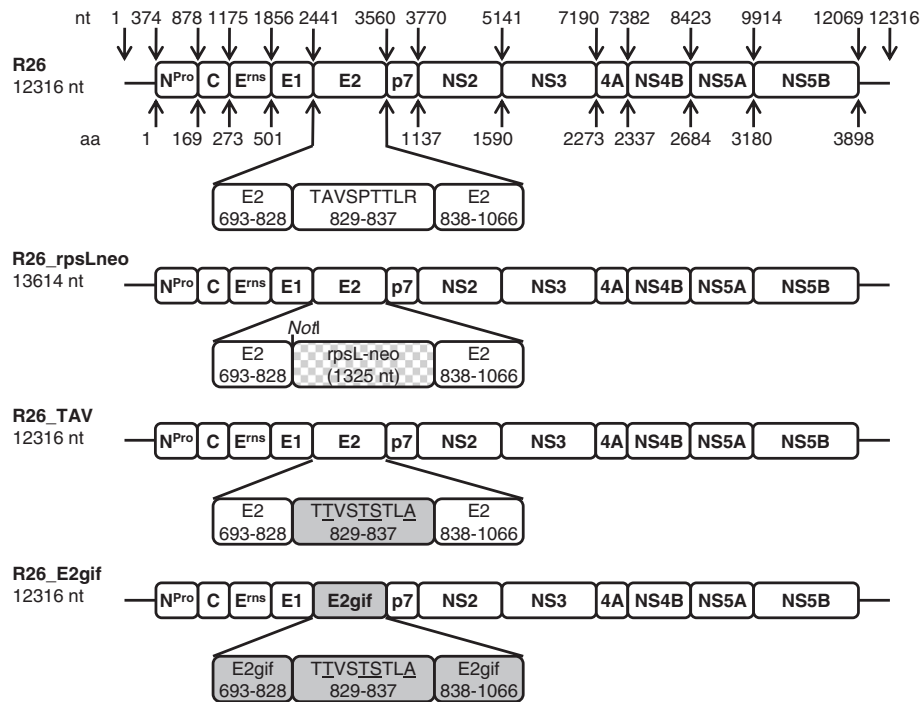 nt 1 374 878 1175 1856 2441 3560 3770 5141 7190 7382 8423 9914 12069 12316
R26
12316 nt
Nᴾʳᵒ C Eʳⁿˢ E1 E2 p7 NS2 NS3 4A NS4B NS5A NS5B
aa 1 169 273 501 1137 1590 2273 2337 2684 3180 3898
E2 TAVSPTTLR E2
693-828 829-837 838-1066
R26_rpsLneo
13614 nt
Nᴾʳᵒ C Eʳⁿˢ E1 E2 p7 NS2 NS3 4A NS4B NS5A NS5B
NotI
E2 rpsL-neo E2
693-828 (1325 nt) 838-1066
R26_TAV
12316 nt
Nᴾʳᵒ C Eʳⁿˢ E1 E2 p7 NS2 NS3 4A NS4B NS5A NS5B
E2 TTVSTSTLA E2
693-828 829-837 838-1066
R26_E2gif
12316 nt
Nᴾʳᵒ C Eʳⁿˢ E1 E2gif p7 NS2 NS3 4A NS4B NS5A NS5B
E2gif TTVSTSTLA E2gif
693-828 829-837 838-1066